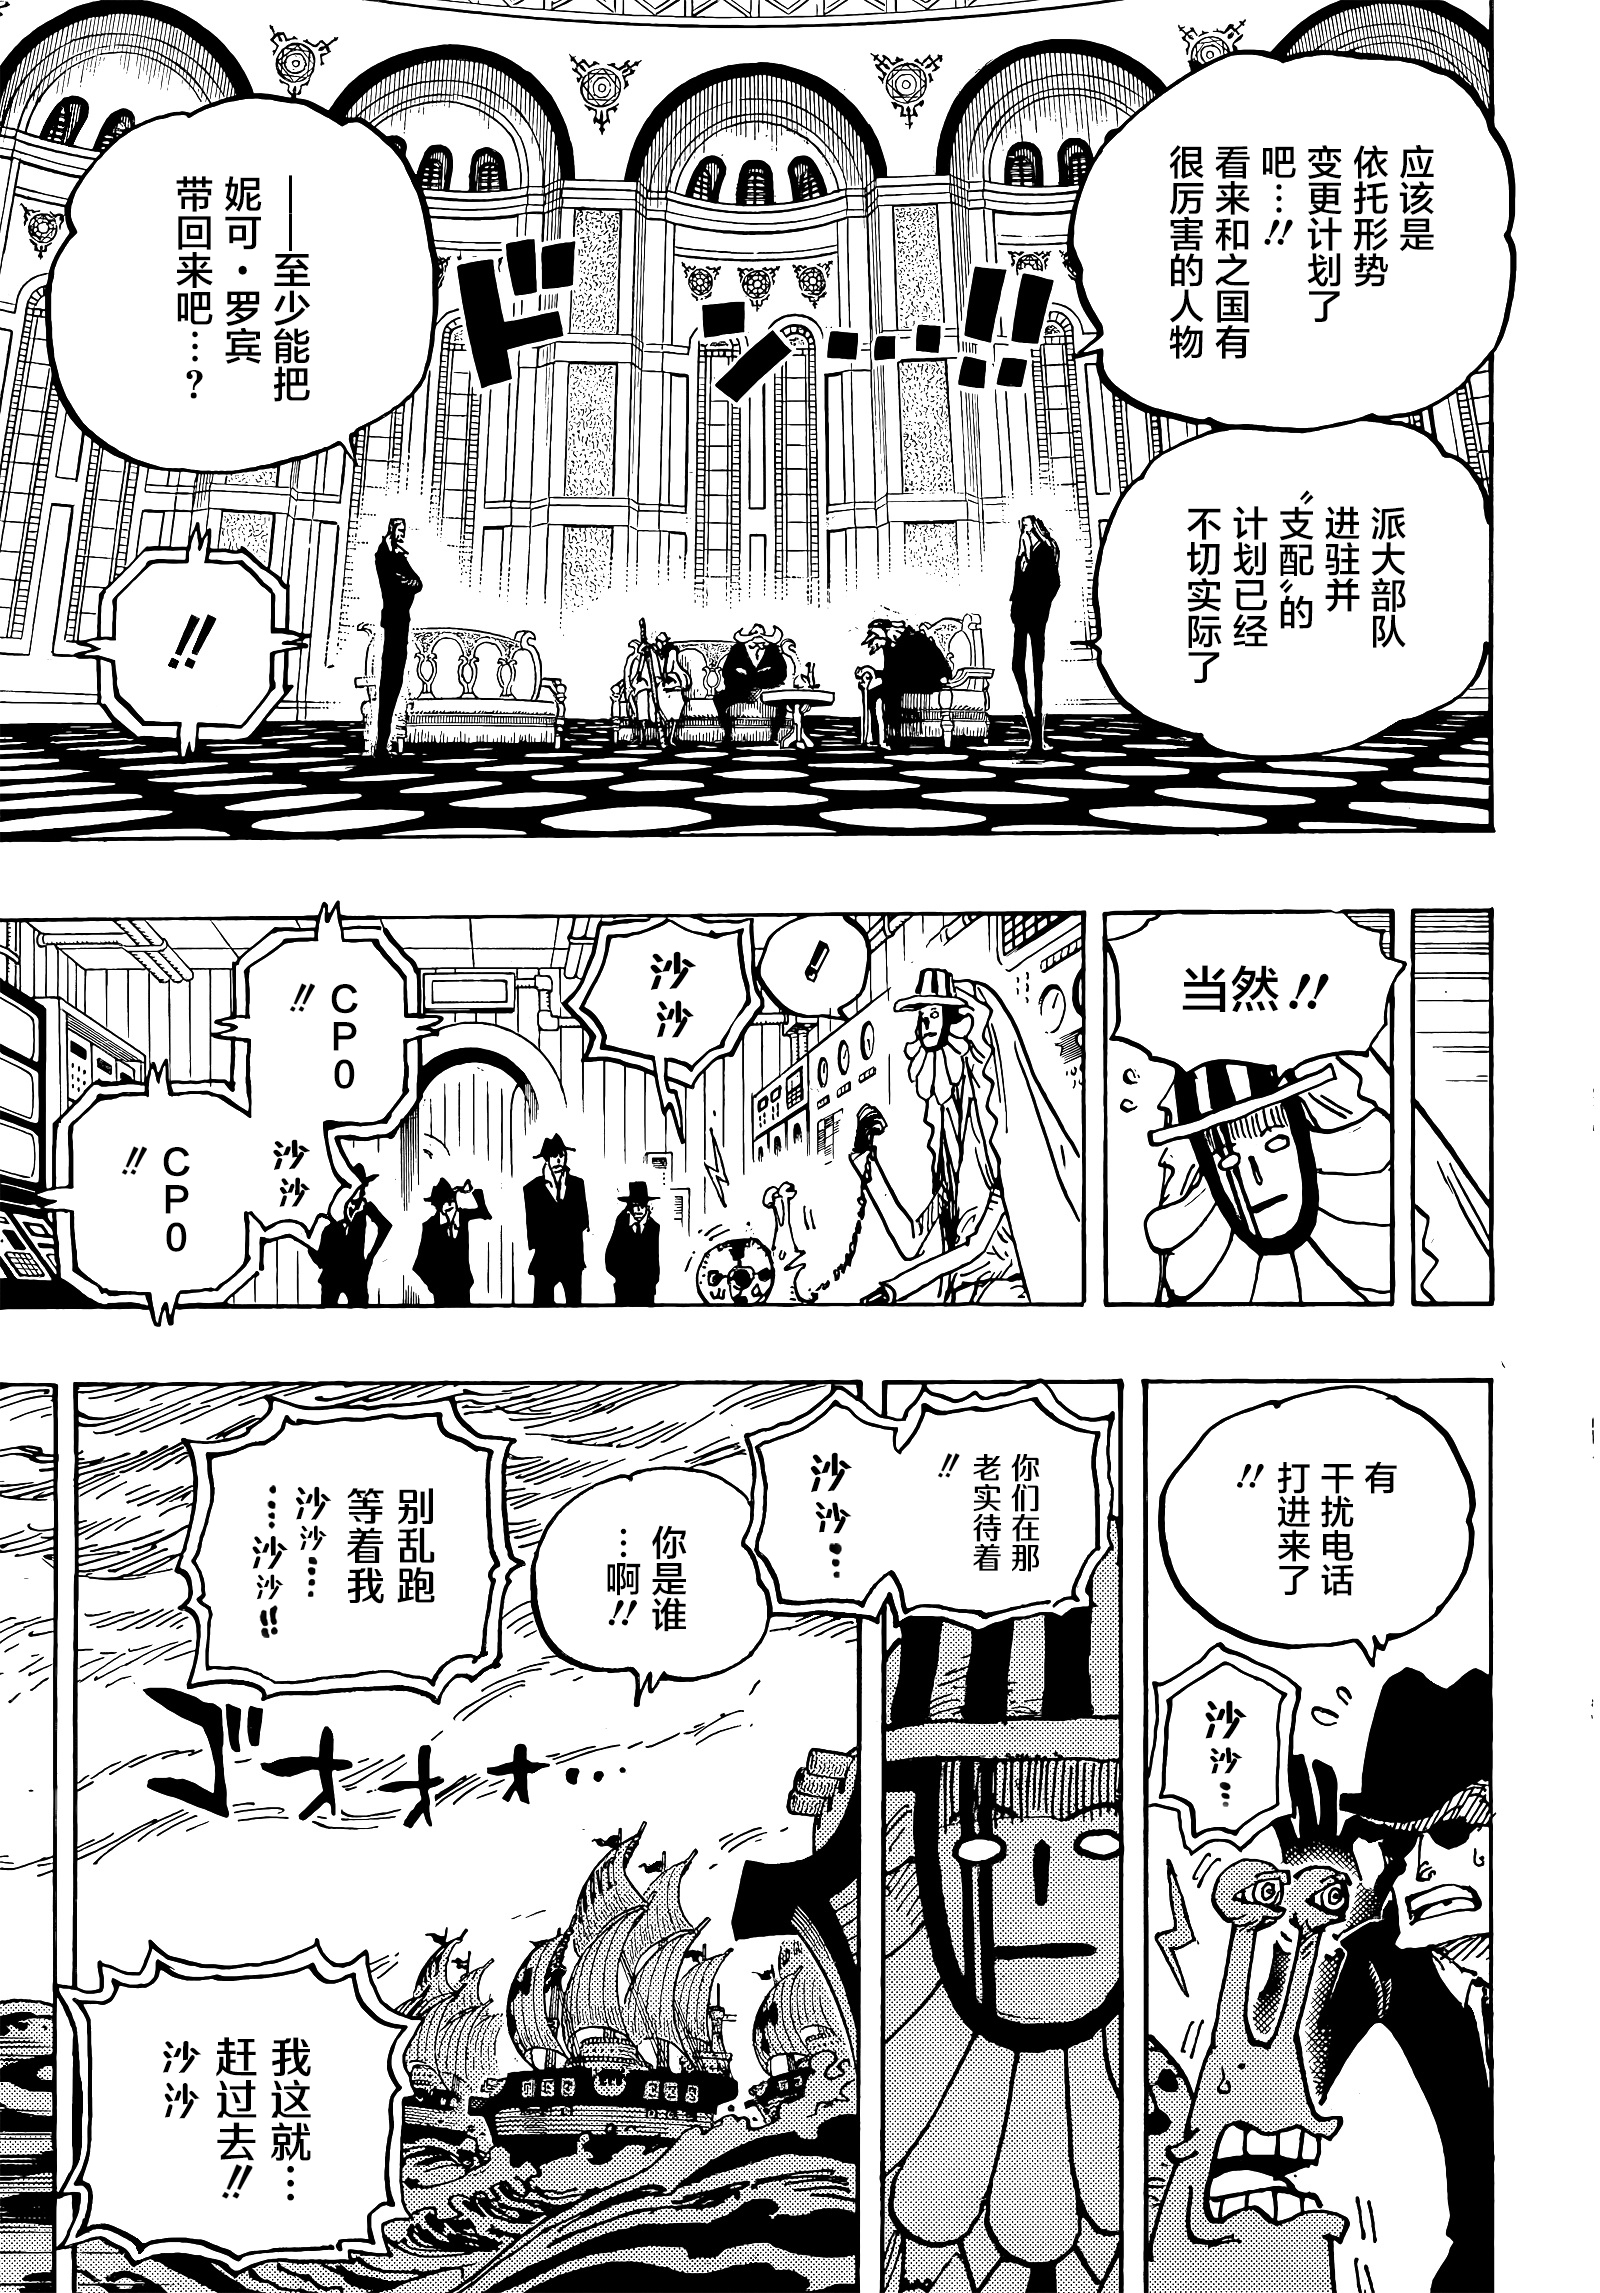 应该是
依托形势
变更计划了
吧…!!
看来和之国有
很厉害的人物
派大部队
进驻并
“支配”的
计划已经
不切实际了
ドン……!!
——至少能把
妮可·罗宾
带回来吧…?
!!
当然!!
!
沙
沙
CP0
!!
沙
沙
CP0
!!
有
干扰电话
打进来了
!!
沙
沙…
你们在那
老实待着
!!
沙
沙…
你是谁
…啊!!
别乱跑
等着我
沙沙…
…沙沙!!
ゴオオオ…
我这就…
赶过去!!
沙
沙